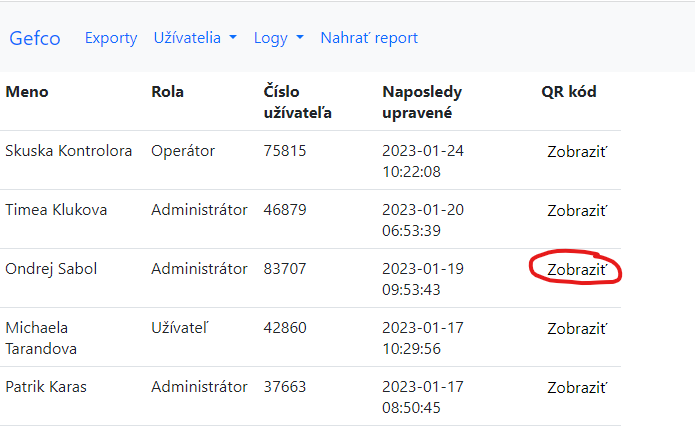 Gefco Exporty Užívatelia Logy Nahrať report
Meno Rola Číslo užívateľa Naposledy upravené QR kód
Skuska Kontrolora Operátor 75815 2023-01-24 10:22:08 Zobraziť
Timea Klukova Administrátor 46879 2023-01-20 06:53:39 Zobraziť
Ondrej Sabol Administrátor 83707 2023-01-19 09:53:43 Zobraziť
Michaela Tarandova Užívateľ 42860 2023-01-17 10:29:56 Zobraziť
Patrik Karas Administrátor 37663 2023-01-17 08:50:45 Zobraziť